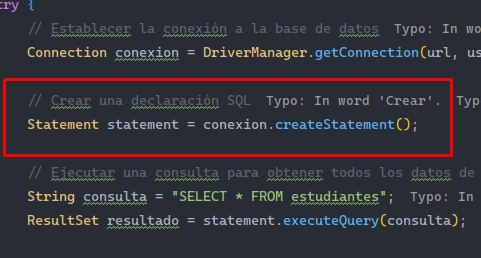 try {
// Establecer la conexión a la base de datos Typo: In wor
Connection conexion = DriverManager.getConnection(url, us
// Crear una declaración SQL Typo: In word 'Crear'. Typ
Statement statement = conexion.createStatement();
// Ejecutar una consulta para obtener todos los datos de
String consulta = "SELECT * FROM estudiantes"; Typo: In
ResultSet resultado = statement.executeQuery(consulta);